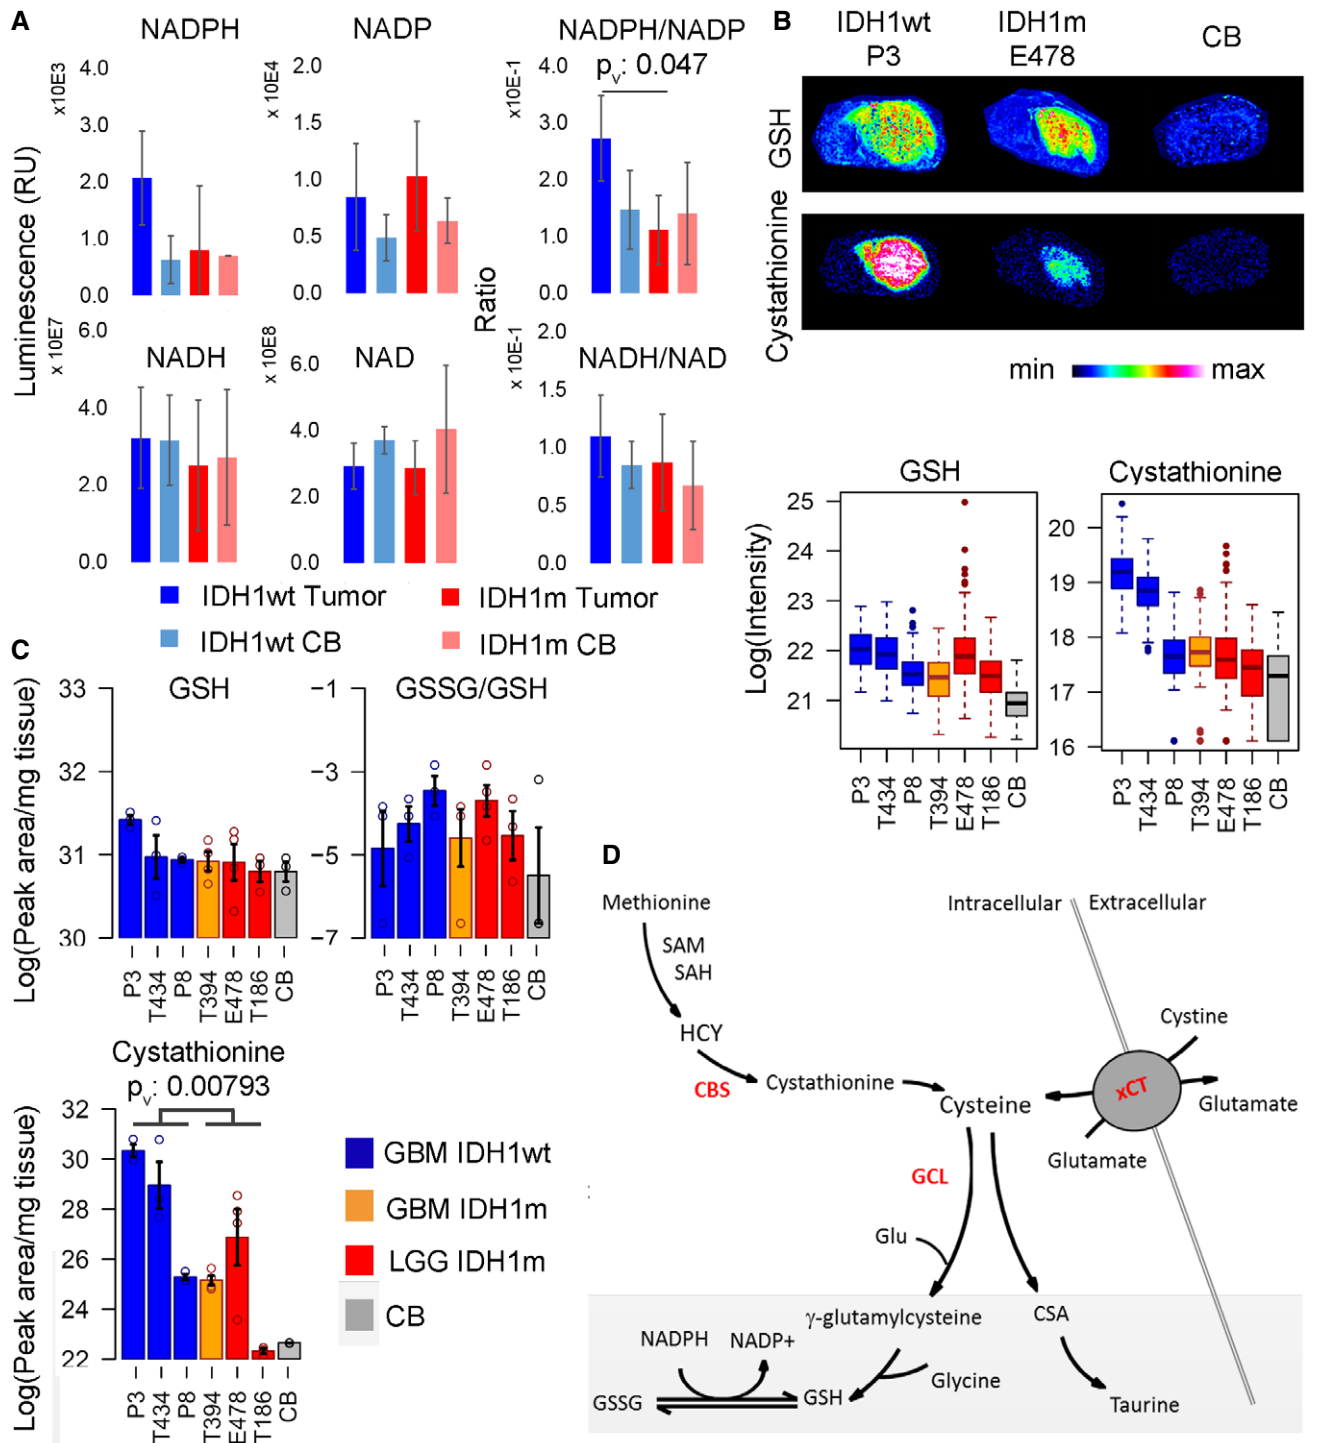 A
NADPH
NADP
NADPH/NADP
p v: 0.047
Luminescence (RU)
x10E3
4.0
3.0
2.0
1.0
0.0
x 10E4
2.0
1.5
1.0
0.5
0.0
Ratio
x10E-1
4.0
3.0
2.0
1.0
0.0
NADH
NAD
NADH/NAD
x 10E7
6.0
4.0
2.0
0.0
x10E8
6.0
4.0
2.0
0.0
x 10E-1
2.0
1.5
1.0
0.5
0.0
IDH1wt Tumor
IDH1m Tumor
IDH1wt CB
IDH1m CB
B
IDH1wt
P3
IDH1m
E478
CB
GSH
Cystathionine
min
max
GSH
Log(Intensity)
25
24
23
22
21
P3
T434
P8
T394
E478
T186
CB
Cystathionine
20
19
18
17
16
P3
T434
P8
T394
E478
T186
CB
C
GSH
Log(Peak area/mg tissue)
33
32
31
30
P3
T434
P8
T394
E478
T186
CB
GSSG/GSH
−1
−3
−5
−7
P3
T434
P8
T394
E478
T186
CB
Cystathionine
p v: 0.00793
Log(Peak area/mg tissue)
32
30
28
26
24
22
P3
T434
P8
T394
E478
T186
CB
GBM IDH1wt
GBM IDH1m
LGG IDH1m
CB
D
Methionine
Intracellular
Extracellular
SAM
SAH
HCY
CBS
Cystathionine
Cysteine
Cystine
xCT
Glutamate
Glutamate
GCL
Glu
γ-glutamylcysteine
CSA
NADPH
NADP+
Glycine
GSSG
GSH
Taurine